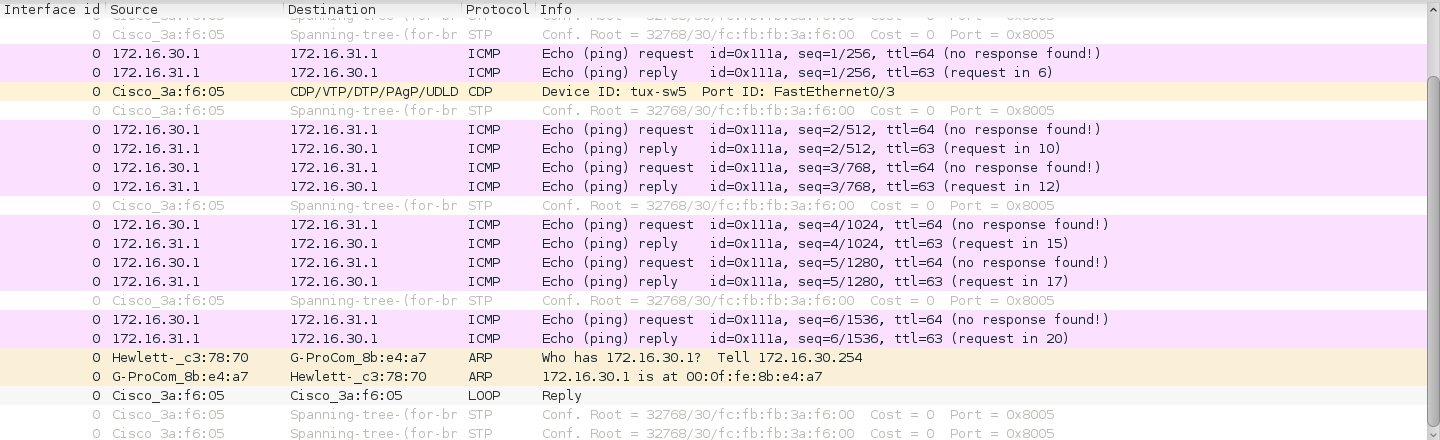 Interface id Source Destination Protocol Info
0 Cisco_3a:f6:05 Spanning-tree-(for-br STP Conf. Root = 32768/30/fc:fb:fb:3a:f6:00 Cost = 0 Port = 0x8005
0 172.16.30.1 172.16.31.1 ICMP Echo (ping) request id=0x111a, seq=1/256, ttl=64 (no response found!)
0 172.16.31.1 172.16.30.1 ICMP Echo (ping) reply id=0x111a, seq=1/256, ttl=63 (request in 6)
0 Cisco_3a:f6:05 CDP/VTP/DTP/PAgP/UDLD CDP Device ID: tux-sw5 Port ID: FastEthernet0/3
0 Cisco_3a:f6:05 Spanning-tree-(for-br STP Conf. Root = 32768/30/fc:fb:fb:3a:f6:00 Cost = 0 Port = 0x8005
0 172.16.30.1 172.16.31.1 ICMP Echo (ping) request id=0x111a, seq=2/512, ttl=64 (no response found!)
0 172.16.31.1 172.16.30.1 ICMP Echo (ping) reply id=0x111a, seq=2/512, ttl=63 (request in 10)
0 172.16.30.1 172.16.31.1 ICMP Echo (ping) request id=0x111a, seq=3/768, ttl=64 (no response found!)
0 172.16.31.1 172.16.30.1 ICMP Echo (ping) reply id=0x111a, seq=3/768, ttl=63 (request in 12)
0 Cisco_3a:f6:05 Spanning-tree-(for-br STP Conf. Root = 32768/30/fc:fb:fb:3a:f6:00 Cost = 0 Port = 0x8005
0 172.16.30.1 172.16.31.1 ICMP Echo (ping) request id=0x111a, seq=4/1024, ttl=64 (no response found!)
0 172.16.31.1 172.16.30.1 ICMP Echo (ping) reply id=0x111a, seq=4/1024, ttl=63 (request in 15)
0 172.16.30.1 172.16.31.1 ICMP Echo (ping) request id=0x111a, seq=5/1280, ttl=64 (no response found!)
0 172.16.31.1 172.16.30.1 ICMP Echo (ping) reply id=0x111a, seq=5/1280, ttl=63 (request in 17)
0 Cisco_3a:f6:05 Spanning-tree-(for-br STP Conf. Root = 32768/30/fc:fb:fb:3a:f6:00 Cost = 0 Port = 0x8005
0 172.16.30.1 172.16.31.1 ICMP Echo (ping) request id=0x111a, seq=6/1536, ttl=64 (no response found!)
0 172.16.31.1 172.16.30.1 ICMP Echo (ping) reply id=0x111a, seq=6/1536, ttl=63 (request in 20)
0 Hewlett-_c3:78:70 G-ProCom_8b:e4:a7 ARP Who has 172.16.30.1? Tell 172.16.30.254
0 G-ProCom_8b:e4:a7 Hewlett-_c3:78:70 ARP 172.16.30.1 is at 00:0f:fe:8b:e4:a7
0 Cisco_3a:f6:05 Cisco_3a:f6:05 LOOP Reply
0 Cisco_3a:f6:05 Spanning-tree-(for-br STP Conf. Root = 32768/30/fc:fb:fb:3a:f6:00 Cost = 0 Port = 0x8005
0 Cisco_3a:f6:05 Spanning-tree-(for-br STP Conf. Root = 32768/30/fc:fb:fb:3a:f6:00 Cost = 0 Port = 0x8005